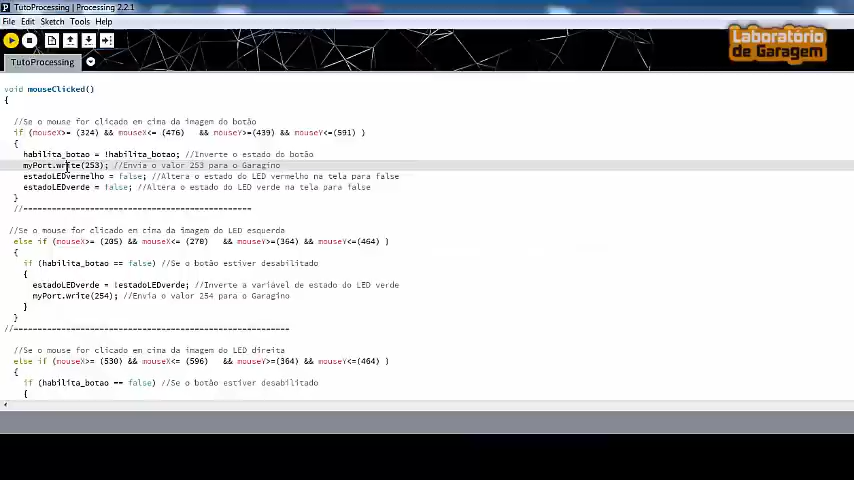 TutoProcessing | Processing 2.2.1
File Edit Sketch Tools Help
Laboratório
de Garagem
TutoProcessing
void mouseClicked()
{
//Se o mouse for clicado em cima da imagem do botão
if (mouseX>= (324) && mouseX<= (476) && mouseY>=(439) && mouseY<=(591) )
{
habilita_botao = !habilita_botao; //Inverte o estado do botão
myPort.write(253); //Envia o valor 253 para o Garagino
estadoLEDvermelho = false; //Altera o estado do LED vermelho na tela para false
estadoLEDverde = false; //Altera o estado do LED verde na tela para false
}
//------------------------------------------------
//Se o mouse for clicado em cima da imagem do LED esquerda
else if (mouseX>= (205) && mouseX<= (270) && mouseY>=(364) && mouseY<=(464) )
{
if (habilita_botao == false) //Se o botão estiver desabilitado
{
estadoLEDverde = !estadoLEDverde; //Inverte a variável de estado do LED verde
myPort.write(254); //Envia o valor 254 para o Garagino
}
}
//----------------------------------------------------------
//Se o mouse for clicado em cima da imagem do LED direita
else if (mouseX>= (530) && mouseX<= (596) && mouseY>=(364) && mouseY<=(464) )
{
if (habilita_botao == false) //Se o botão estiver desabilitado
{